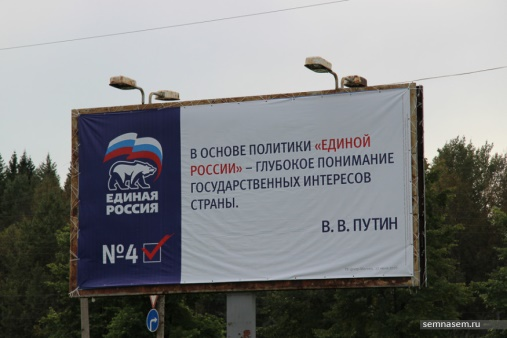 ЕДИНАЯ
РОССИЯ
№4
В ОСНОВЕ ПОЛИТИКИ «ЕДИНОЙ
РОССИИ» – ГЛУБОКОЕ ПОНИМАНИЕ
ГОСУДАРСТВЕННЫХ ИНТЕРЕСОВ
СТРАНЫ.
В. В. ПУТИН
semnasem.ru